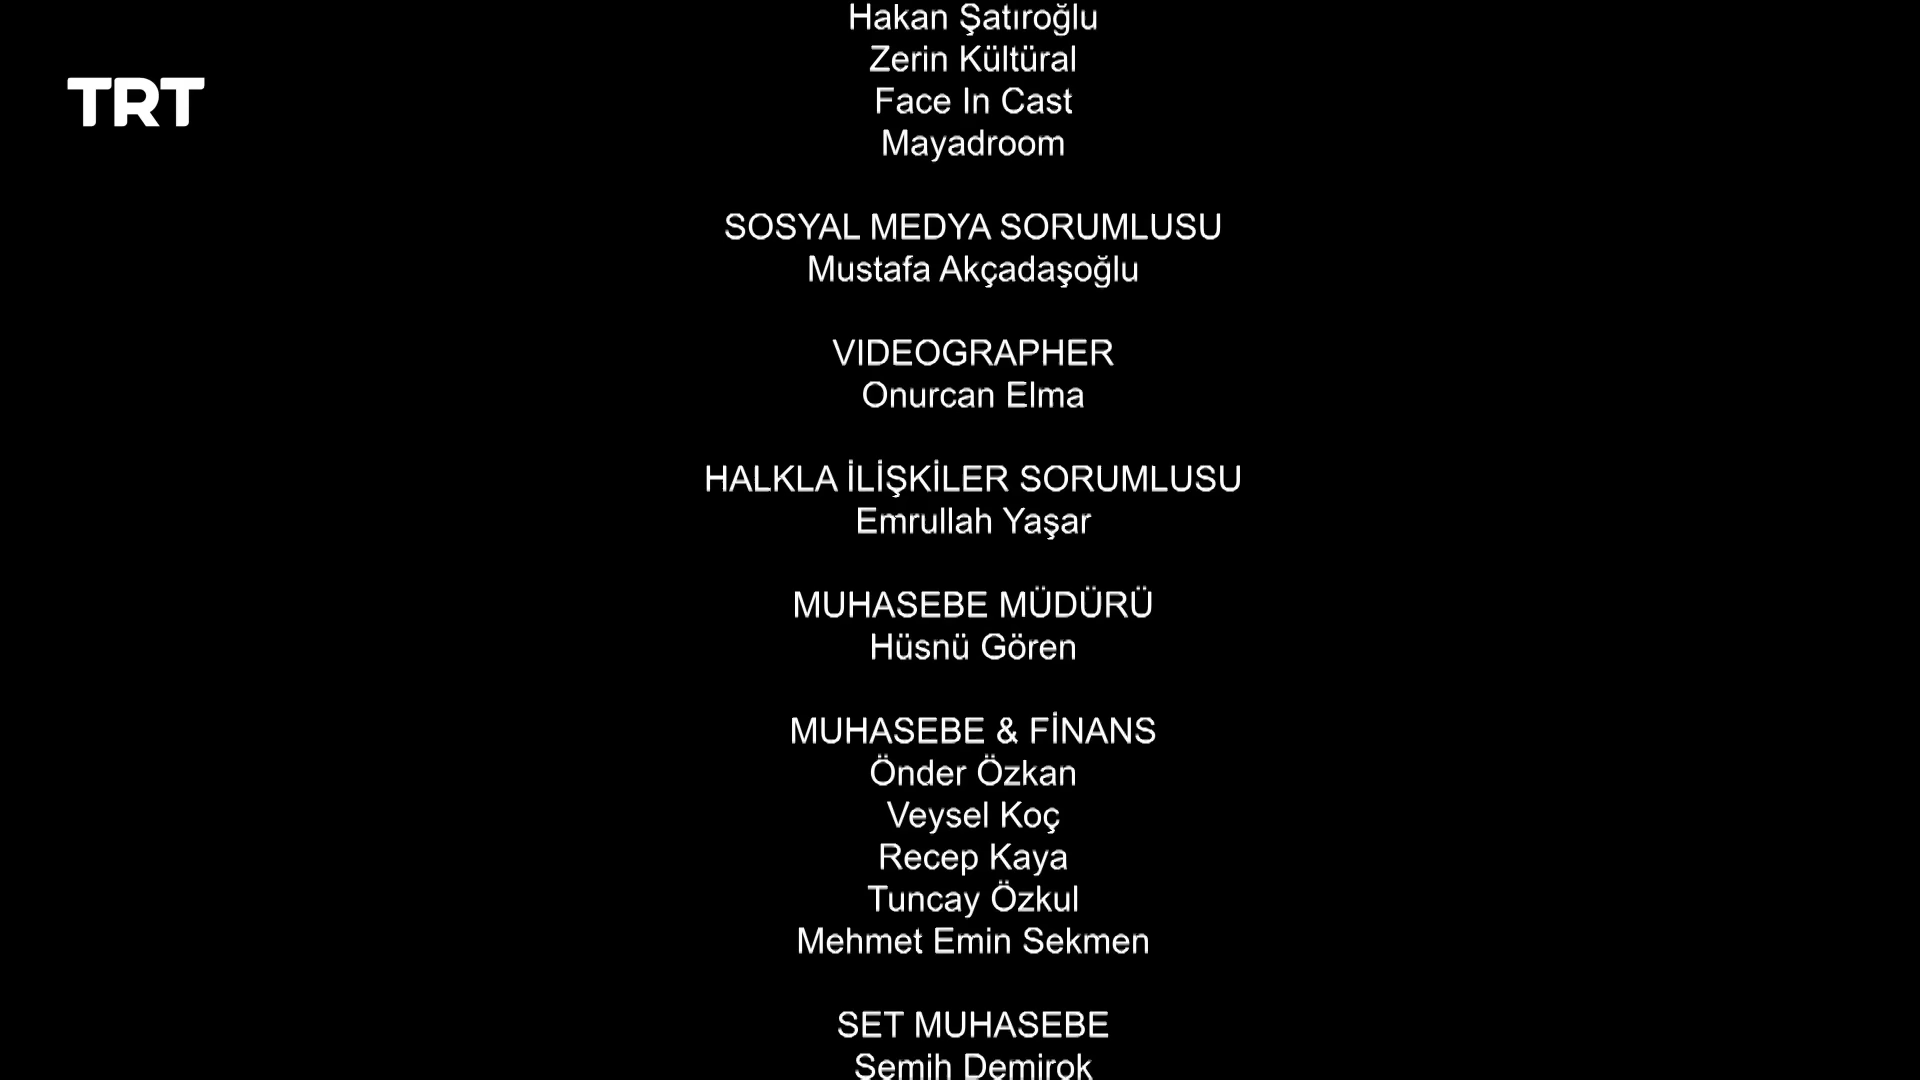 Hakan Şatıroğlu
Zerin Kültüral
TRT
Face In Cast
Mayadroom
SOSYAL MEDYA SORUMLUSU
Mustafa Akçadaşoğlu
VIDEOGRAPHER
Onurcan Elma
HALKLA İLİŞKİLER SORUMLUSU
Emrullah Yaşar
MUHASEBE MÜDÜRÜ
Hüsnü Gören
MUHASEBE & FİNANS
Önder Özkan
Veysel Koç
Recep Kaya
Tuncay Özkul
Mehmet Emin Sekmen
SET MUHASEBE
Semih Demirok